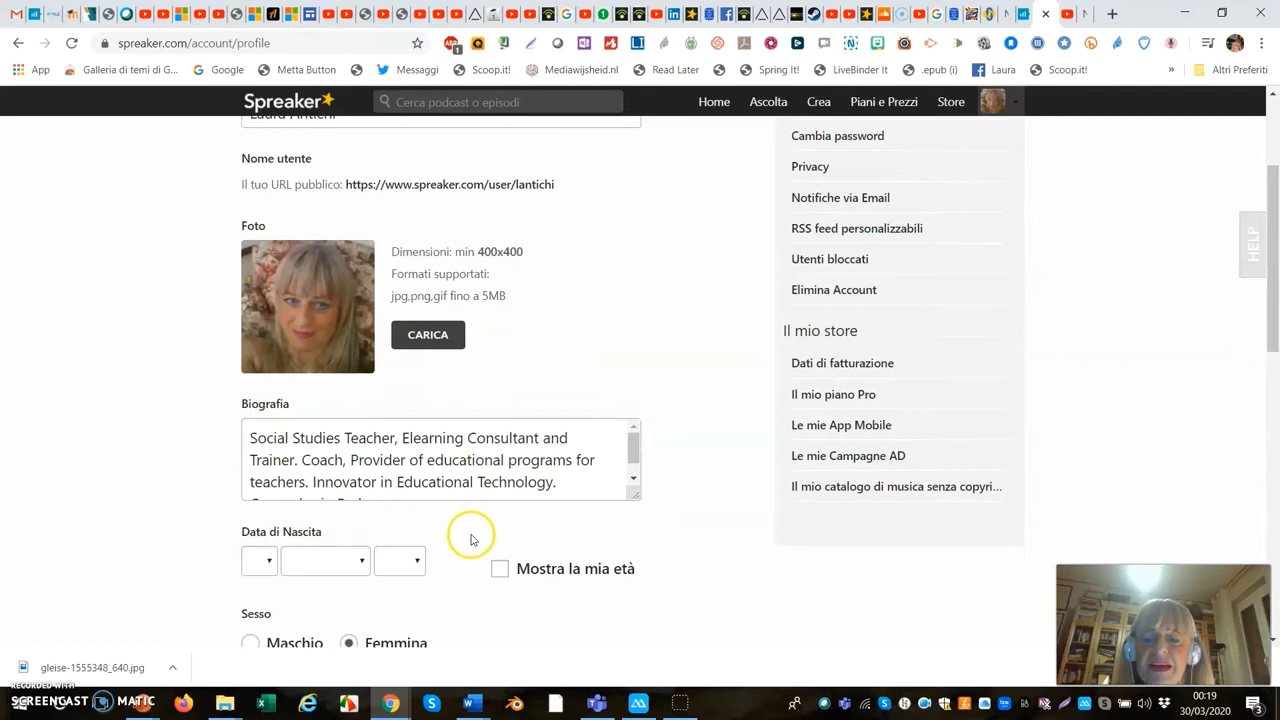 spreaker.com/account/profile
App
Galleria di temi di G...
Google
Metta Button
Messaggi
Scoop.it!
Mediawijsheid.nl
Read Later
Spring It!
LiveBinder It
.epub (i)
Laura
Scoop.it!
»
Altri Preferiti
Spreaker
Cerca podcast o episodi
Home
Ascolta
Crea
Piani e Prezzi
Store
Laura Antichi
Nome utente
Il tuo URL pubblico: https://www.spreaker.com/user/lantichi
Foto
Dimensioni: min 400x400
Formati supportati:
jpg,png,gif fino a 5MB
CARICA
Biografia
Social Studies Teacher, Elearning Consultant and
Trainer. Coach, Provider of educational programs for
teachers. Innovator in Educational Technology.
Data di Nascita
Mostra la mia età
Sesso
Maschio
Femmina
Cambia password
Privacy
Notifiche via Email
RSS feed personalizzabili
Utenti bloccati
Elimina Account
Il mio store
Dati di fatturazione
Il mio piano Pro
Le mie App Mobile
Le mie Campagne AD
Il mio catalogo di musica senza copyri...
HELP
gleise-1555348_640.jpg
RECORDED WITH
SCREENCAST MATIC
00:19
30/03/2020
3